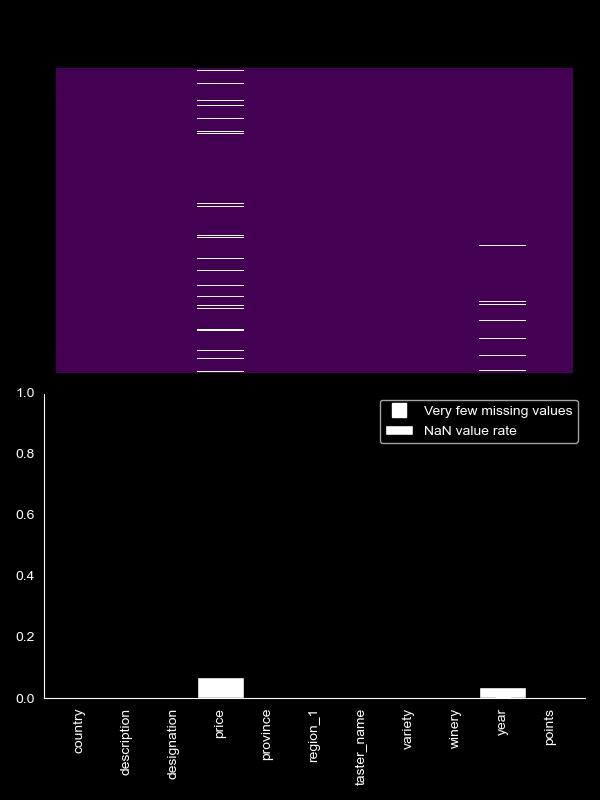 1.0
Very few missing values
NaN value rate
0.8
0.6
0.4
0.2
0.0
country
description
designation
price
province
region_1
taster_name
variety
winery
year
points